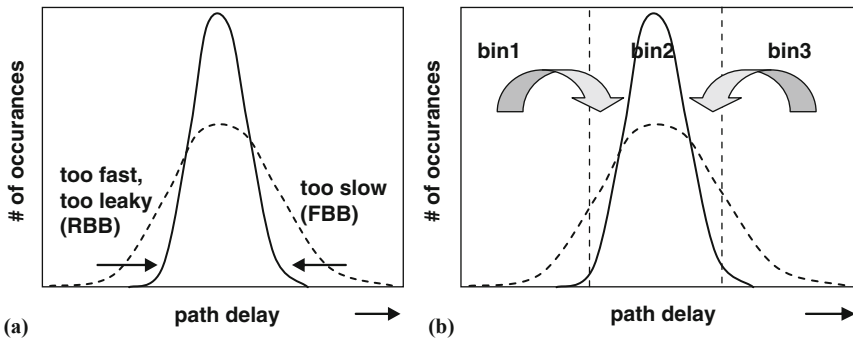 # of occurances
too fast,
too leaky
(RBB)
too slow
(FBB)
path delay
(a)
# of occurances
bin1
bin2
bin3
path delay
(b)